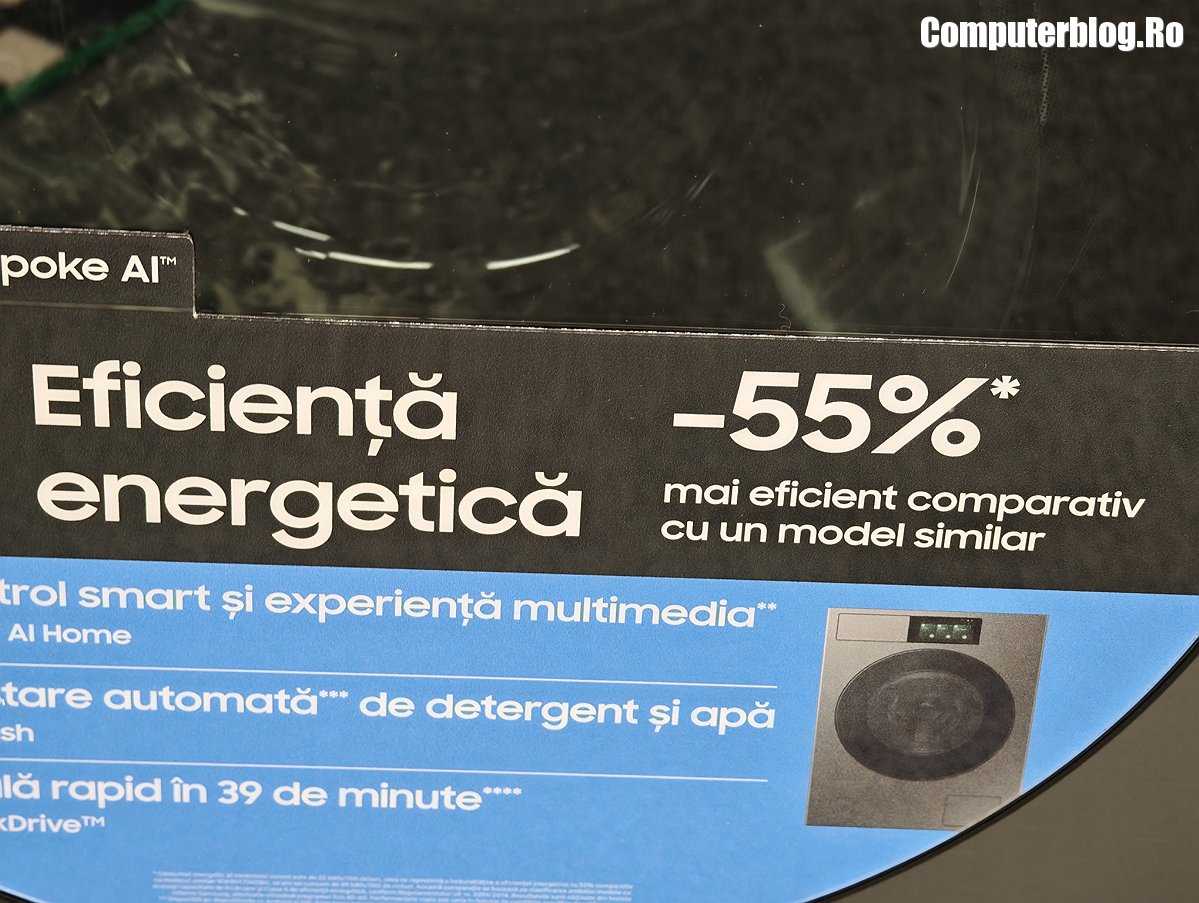 Computerblog.Ro
poke AI™
Eficiență
energetică
-55%*
mai eficient comparativ
cu un model similar
trol smart și experiență multimedia**
AI Home
tare automată*** de detergent și apă
sh
lă rapid în 39 de minute****
kDrive™